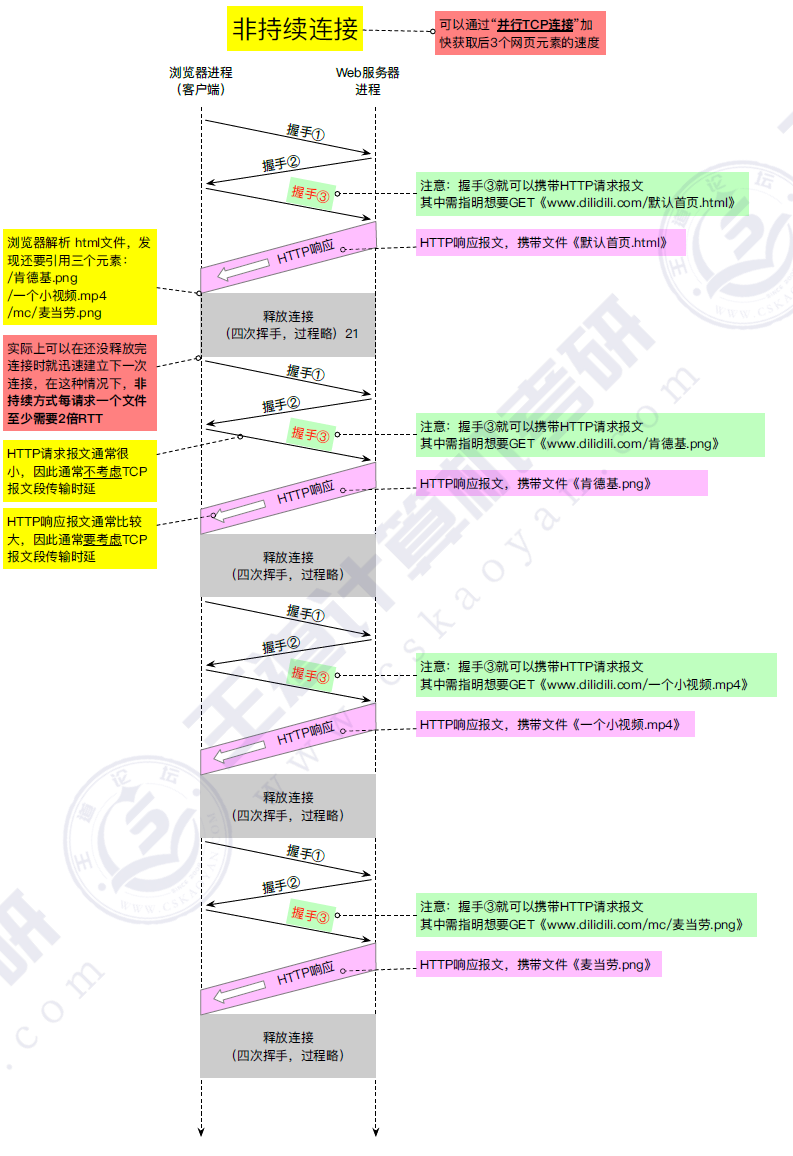 非持续连接
可以通过“并行TCP连接”加
快获取后3个网页元素的速度
浏览器进程
（客户端）
Web服务器
进程
握手①
握手②
握手③
注意：握手③就可以携带HTTP请求报文
其中需指明想要GET《www.dilidili.com/默认首页.html》
HTTP响应
HTTP响应报文，携带文件《默认首页.html》
浏览器解析 html文件，发
现还要引用三个元素：
/肯德基.png
/一个小视频.mp4
/mc/麦当劳.png
释放连接
（四次挥手，过程略）21
实际上可以在还没释放完
连接时就迅速建立下一次
连接，在这种情况下，非
持续方式每请求一个文件
至少需要2倍RTT
握手①
握手②
握手③
注意：握手③就可以携带HTTP请求报文
其中需指明想要GET《www.dilidili.com/肯德基.png》
HTTP请求报文通常很
小，因此通常不考虑TCP
报文段传输时延
HTTP响应
HTTP响应报文，携带文件《肯德基.png》
HTTP响应报文通常比较
大，因此通常要考虑TCP
报文段传输时延
释放连接
（四次挥手，过程略）
握手①
握手②
握手③
注意：握手③就可以携带HTTP请求报文
其中需指明想要GET《www.dilidili.com/一个小视频.mp4》
HTTP响应
HTTP响应报文，携带文件《一个小视频.mp4》
释放连接
（四次挥手，过程略）
握手①
握手②
握手③
注意：握手③就可以携带HTTP请求报文
其中需指明想要GET《www.dilidili.com/mc/麦当劳.png》
HTTP响应
HTTP响应报文，携带文件《麦当劳.png》
释放连接
（四次挥手，过程略）
王道计算机考研
www.cskaoyan.com
王道论坛
研
.com